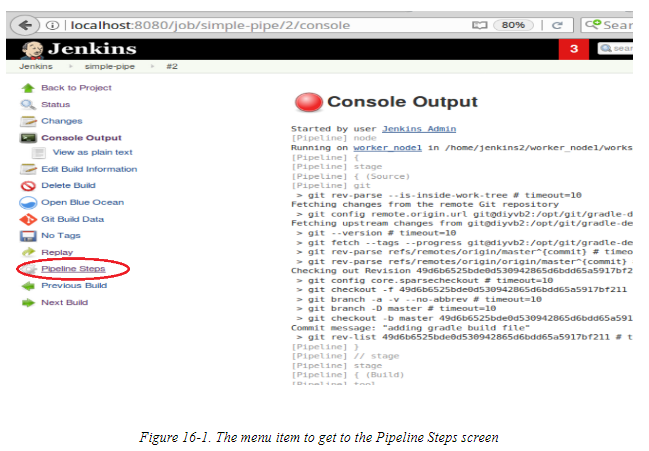 localhost:8080/job/simple-pipe/2/console
80%
Sear
Jenkins
3
sear
Jenkins
simple-pipe
#2
Back to Project
Status
Changes
Console Output
View as plain text
Edit Build Information
Delete Build
Open Blue Ocean
Git Build Data
No Tags
Replay
Pipeline Steps
Previous Build
Next Build
Console Output
Started by user Jenkins Admin
[Pipeline] node
Running on worker_node1 in /home/jenkins2/worker_node1/works
[Pipeline] {
[Pipeline] stage
[Pipeline] { (Source)
[Pipeline] git
> git rev-parse --is-inside-work-tree # timeout=10
Fetching changes from the remote Git repository
> git config remote.origin.url git@diyvb2:/opt/git/gradle-d
Fetching upstream changes from git@diyvb2:/opt/git/gradle-de
> git --version # timeout=10
> git fetch --tags --progress git@diyvb2:/opt/git/gradle-de
> git rev-parse refs/remotes/origin/master^{commit} # timeo
> git rev-parse refs/remotes/origin/origin/master^{commit}
Checking out Revision 49d6b6525bde0d530942865d6bdd65a5917bf2
> git config core.sparsecheckout # timeout=10
> git checkout -f 49d6b6525bde0d530942865d6bdd65a5917bf211
> git branch -a -v --no-abbrev # timeout=10
> git branch -D master # timeout=10
> git checkout -b master 49d6b6525bde0d530942865d6bdd65a591
Commit message: "adding gradle build file"
> git rev-list 49d6b6525bde0d530942865d6bdd65a5917bf211 # t
[Pipeline] }
[Pipeline] // stage
[Pipeline] stage
[Pipeline] { (Build)
[Pipeline] tool
Figure 16-1. The menu item to get to the Pipeline Steps screen